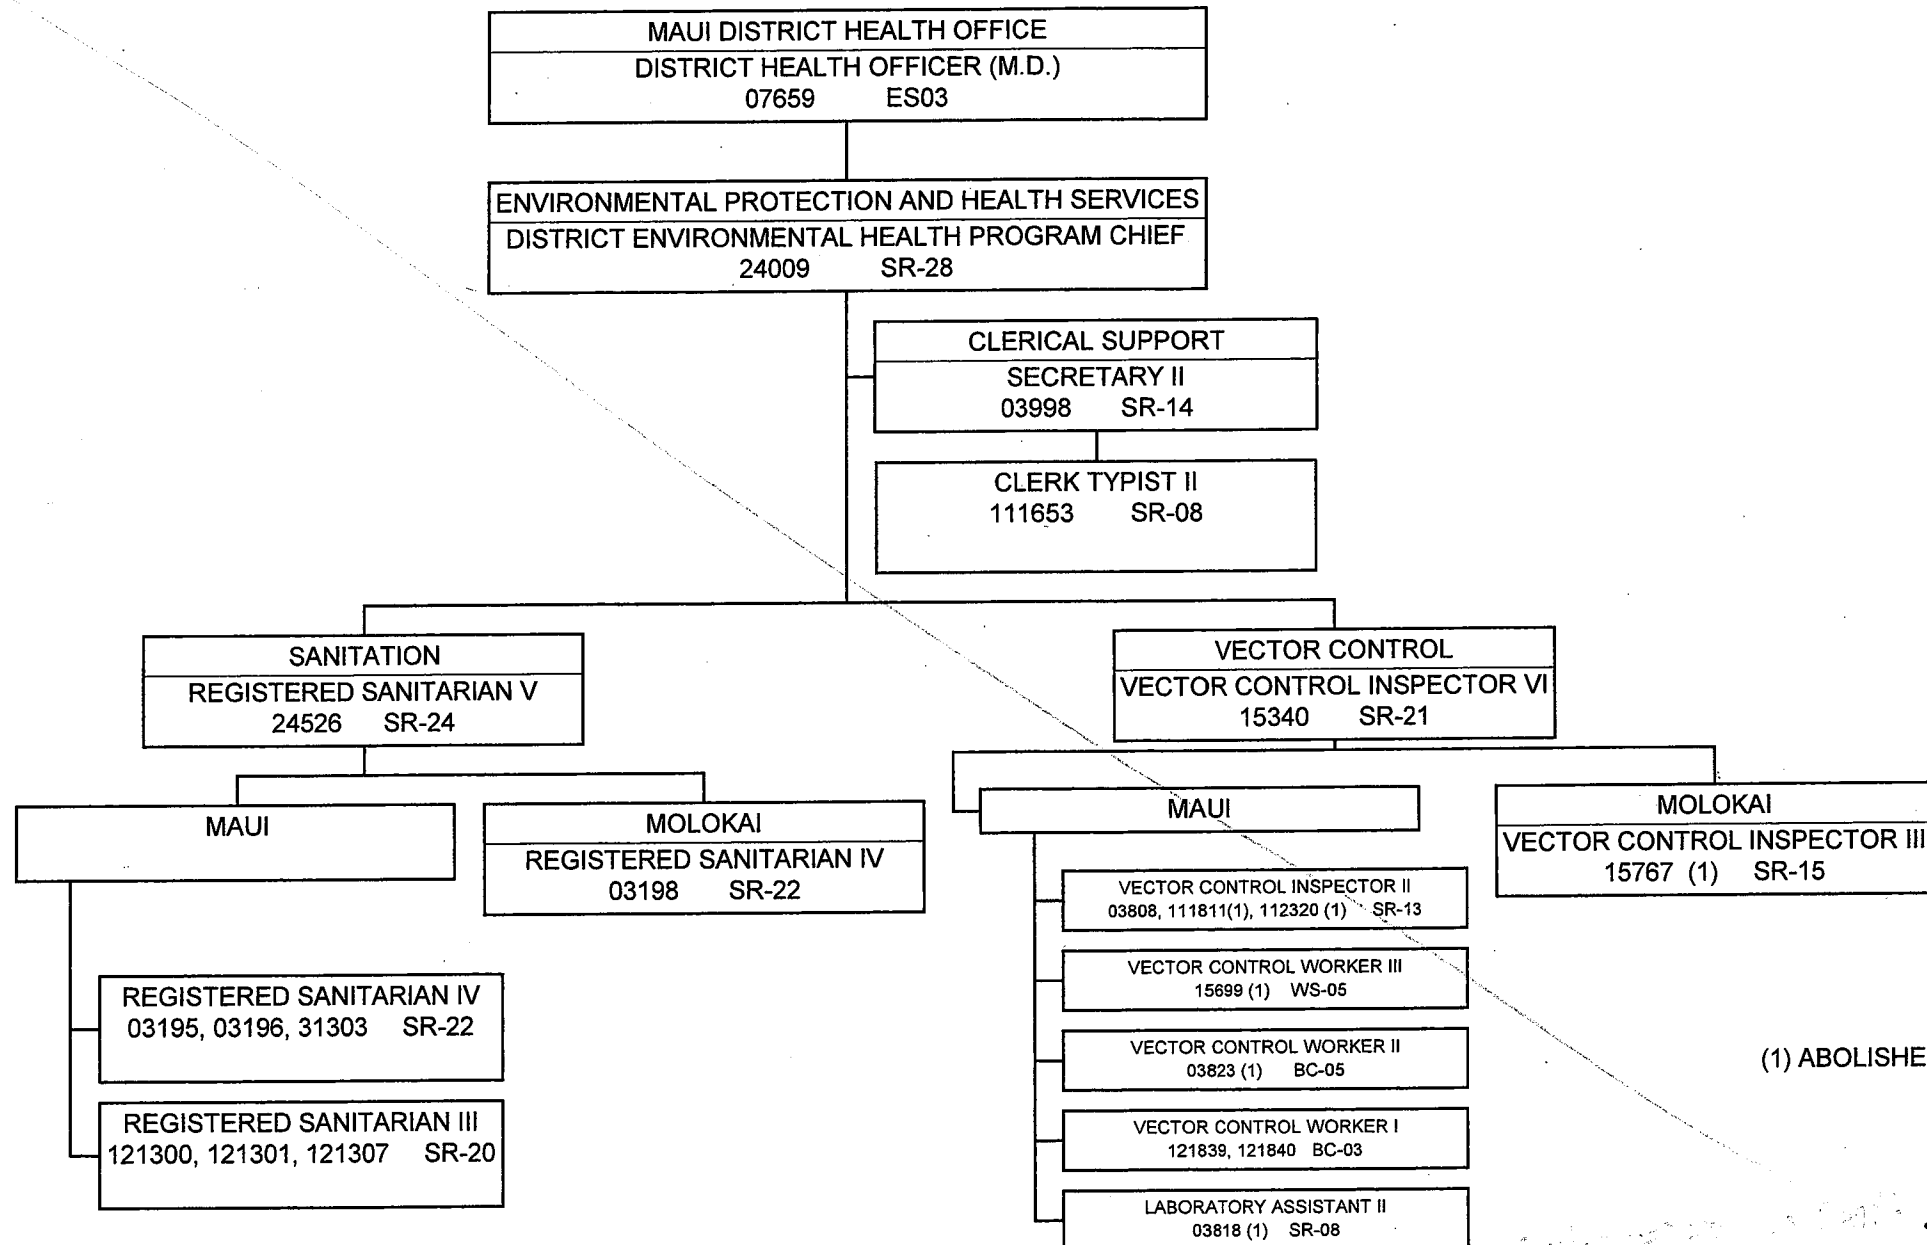 MAUI DISTRICT HEALTH OFFICE
DISTRICT HEALTH OFFICER (M.D.)
07659 ES03
ENVIRONMENTAL PROTECTION AND HEALTH SERVICES
DISTRICT ENVIRONMENTAL HEALTH PROGRAM CHIEF
24009 SR-28
CLERICAL SUPPORT
SECRETARY II
03998 SR-14
CLERK TYPIST II
111653 SR-08
SANITATION
REGISTERED SANITARIAN V
24526 SR-24
MAUI
MOLOKAI
REGISTERED SANITARIAN IV
03198 SR-22
REGISTERED SANITARIAN IV
03195, 03196, 31303 SR-22
REGISTERED SANITARIAN III
121300, 121301, 121307 SR-20
VECTOR CONTROL
VECTOR CONTROL INSPECTOR VI
15340 SR-21
MAUI
VECTOR CONTROL INSPECTOR II
03808, 111811(1), 112320 (1) SR-13
VECTOR CONTROL WORKER III
15699 (1) WS-05
VECTOR CONTROL WORKER II
03823 (1) BC-05
VECTOR CONTROL WORKER I
121839, 121840 BC-03
LABORATORY ASSISTANT II
03818 (1) SR-08
MOLOKAI
VECTOR CONTROL INSPECTOR III
15767 (1) SR-15
(1) ABOLISHE